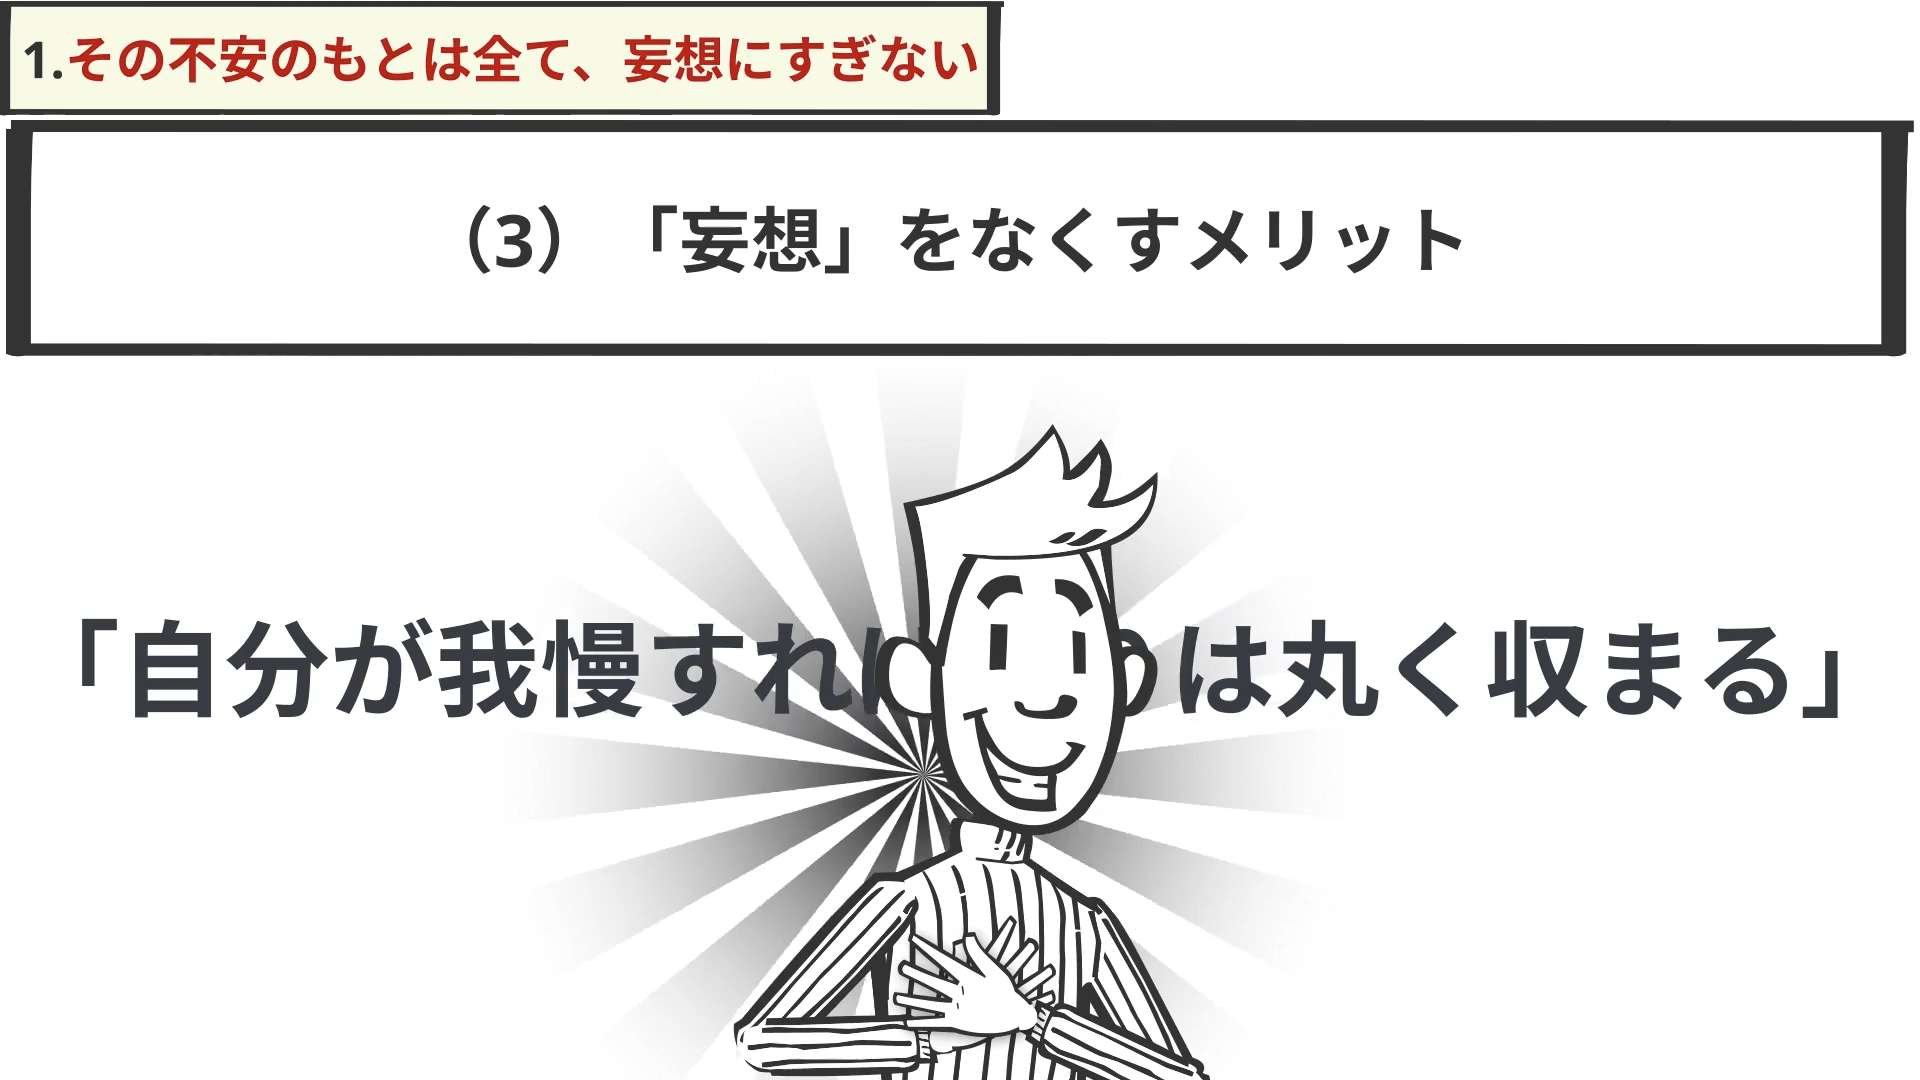 1.その不安のもとは全て、妄想にすぎない
(3) 「妄想」をなくすメリット
「自分が我慢すれ は丸く収まる」